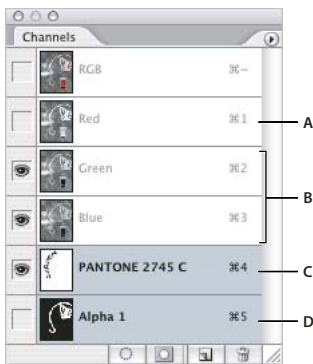 Channels
RGB ⌘~
Red ⌘1
A
Green ⌘2
B
Blue ⌘3
PANTONE 2745 C ⌘4
C
Alpha 1 ⌘5
D